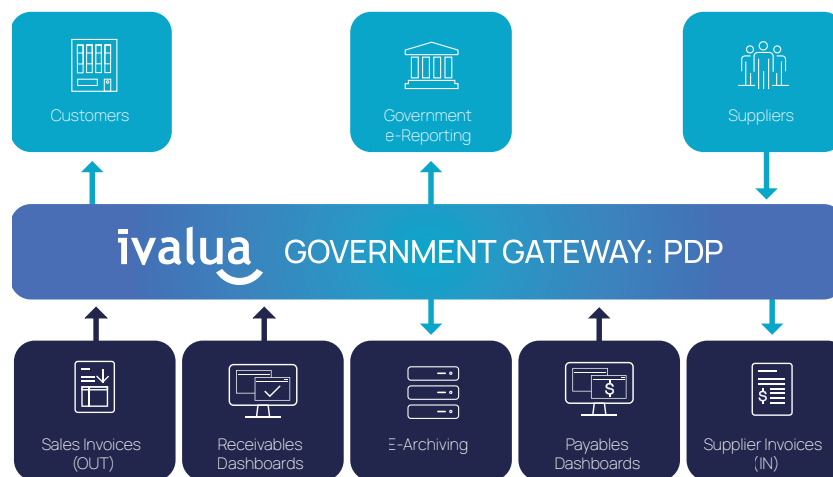 Customers
Government
e-Reporting
Suppliers
ivalua GOVERNMENT GATEWAY: PDP
Sales Invoices
(OUT)
Receivables
Dashboards
E-Archiving
Payables
Dashboards
Supplier Invoices
(IN)